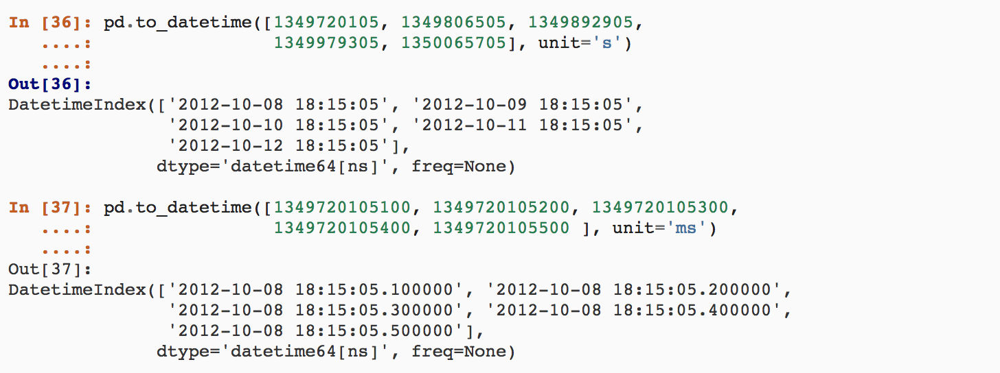 In [36]: pd.to_datetime([1349720105, 1349806505, 1349892905,
   ....:                 1349979305, 1350065705], unit='s')
   ....:
Out[36]:
DatetimeIndex(['2012-10-08 18:15:05', '2012-10-09 18:15:05',
               '2012-10-10 18:15:05', '2012-10-11 18:15:05',
               '2012-10-12 18:15:05'],
              dtype='datetime64[ns]', freq=None)
In [37]: pd.to_datetime([1349720105100, 1349720105200, 1349720105300,
   ....:                 1349720105400, 1349720105500 ], unit='ms')
   ....:
Out[37]:
DatetimeIndex(['2012-10-08 18:15:05.100000', '2012-10-08 18:15:05.200000',
               '2012-10-08 18:15:05.300000', '2012-10-08 18:15:05.400000',
               '2012-10-08 18:15:05.500000'],
              dtype='datetime64[ns]', freq=None)